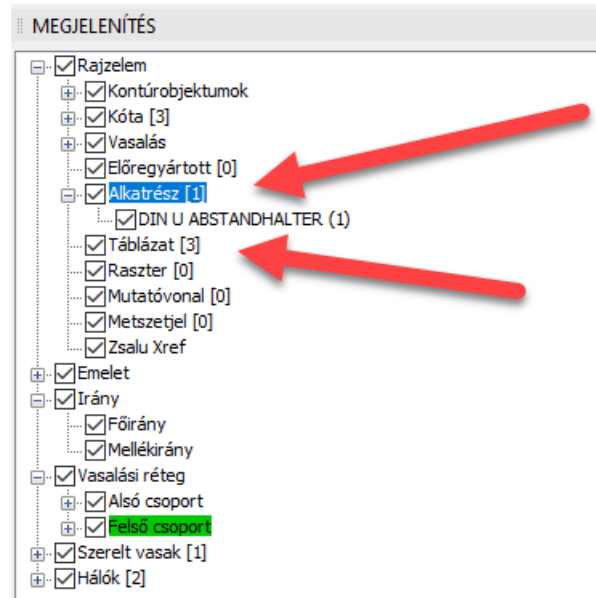 MEGJELENÍTÉS
Rajzelem
Kontúrobjektumok
Kóta [3]
Vasalás
Előregyártott [0]
Alkatrész [1]
DIN U ABSTANDHALTER (1)
Táblázat [3]
Raszter [0]
Mutatóvonal [0]
Metszetjel [0]
Zsalu Xref
Emelet
Irány
Főirány
Mellékirány
Vasalási réteg
Alsó csoport
Felső csoport
Szerelt vasak [1]
Hálók [2]